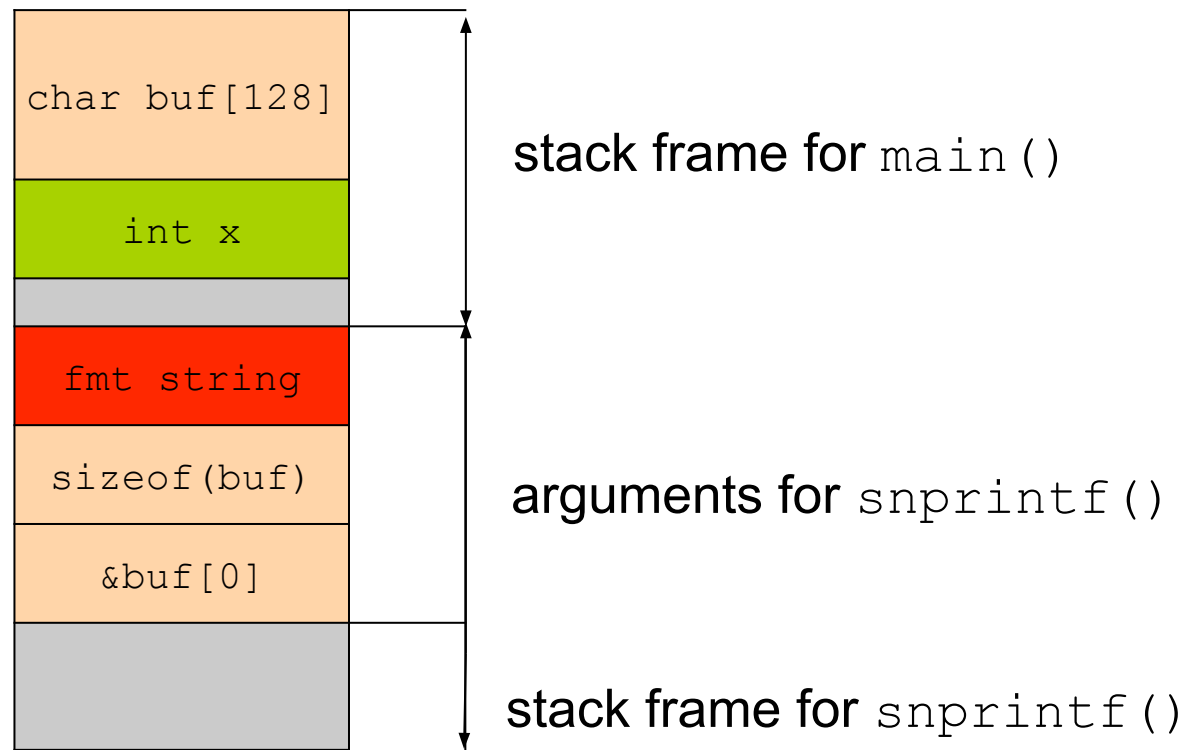 char buf[128]
stack frame for main()
int x
fmt string
sizeof(buf)
arguments for snprintf()
&buf[0]
stack frame for snprintf()